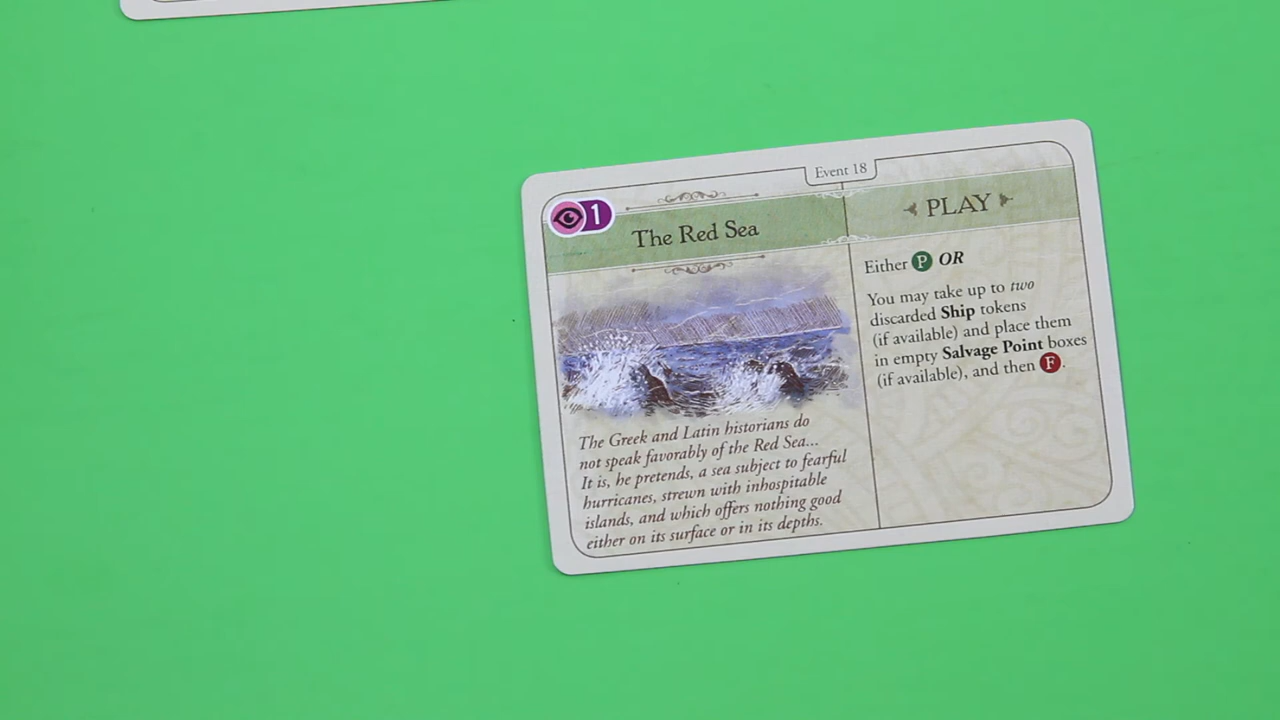 Event 18
1
The Red Sea
The Greek and Latin historians do
not speak favorably of the Red Sea...
It is, he pretends, a sea subject to fearful
hurricanes, strewn with inhospitable
islands, and which offers nothing good
either on its surface or in its depths.
PLAY
Either P OR
You may take up to two
discarded Ship tokens
(if available) and place them
in empty Salvage Point boxes
(if available), and then F.